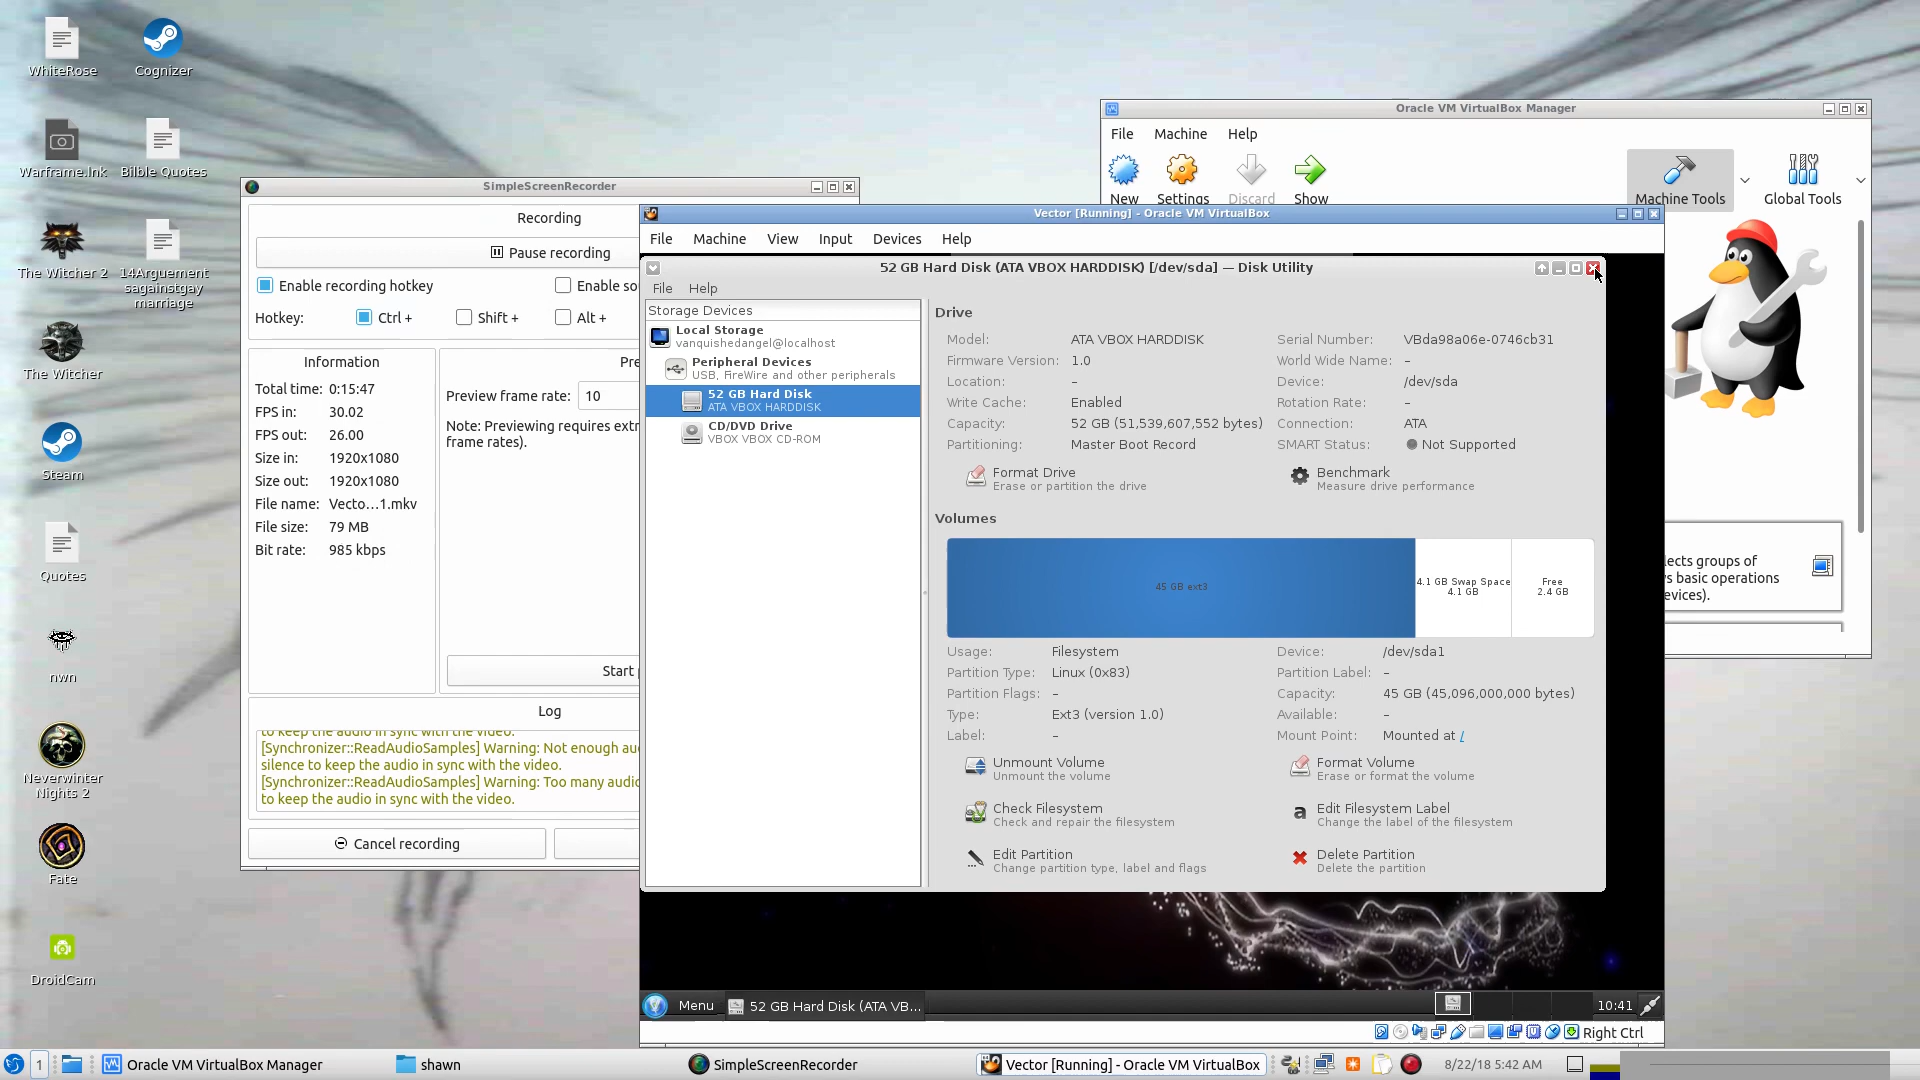 WhiteRose
Cognizer
Warframe.lnk
Bilble Quotes
The Witcher 2
14Arguement
sagainstgay
marriage
The Witcher
Steam
Quotes
nwn
Neverwinter
Nights 2
Fate
DroidCam
SimpleScreenRecorder
Recording
Pause recording
Enable recording hotkey
Enable so
Hotkey:
Ctrl +
Shift +
Alt +
Information
Total time: 0:15:47
FPS in: 30.02
FPS out: 26.00
Size in: 1920x1080
Size out: 1920x1080
File name: Vecto...1.mkv
File size: 79 MB
Bit rate: 985 kbps
Pre
Preview frame rate: 10
Note: Previewing requires extr
frame rates).
Start
Log
to keep the audio in sync with the video.
[Synchronizer::ReadAudioSamples] Warning: Not enough au
silence to keep the audio in sync with the video.
[Synchronizer::ReadAudioSamples] Warning: Too many audio
to keep the audio in sync with the video.
Cancel recording
Oracle VM VirtualBox Manager
File Machine Help
New Settings Discard Show
Machine Tools
Global Tools
lects groups of
s basic operations
evices).
Vector [Running] - Oracle VM VirtualBox
File Machine View Input Devices Help
52 GB Hard Disk (ATA VBOX HARDDISK) [/dev/sda] — Disk Utility
File Help
Storage Devices
Local Storage
vanquishedangel@localhost
Peripheral Devices
USB, FireWire and other peripherals
52 GB Hard Disk
ATA VBOX HARDDISK
CD/DVD Drive
VBOX VBOX CD-ROM
Drive
Model: ATA VBOX HARDDISK Serial Number: VBda98a06e-0746cb31
Firmware Version: 1.0 World Wide Name: –
Location: – Device: /dev/sda
Write Cache: Enabled Rotation Rate: –
Capacity: 52 GB (51,539,607,552 bytes) Connection: ATA
Partitioning: Master Boot Record SMART Status: Not Supported
Format Drive
Erase or partition the drive
Benchmark
Measure drive performance
Volumes
45 GB ext3
4.1 GB Swap Space
4.1 GB
Free
2.4 GB
Usage: Filesystem Device: /dev/sda1
Partition Type: Linux (0x83) Partition Label: –
Partition Flags: – Capacity: 45 GB (45,096,000,000 bytes)
Type: Ext3 (version 1.0) Available: –
Label: – Mount Point: Mounted at /
Unmount Volume
Unmount the volume
Format Volume
Erase or format the volume
Check Filesystem
Check and repair the filesystem
Edit Filesystem Label
Change the label of the filesystem
Edit Partition
Change partition type, label and flags
Delete Partition
Delete the partition
Menu
52 GB Hard Disk (ATA VB...
10:41
Right Ctrl
1
Oracle VM VirtualBox Manager
shawn
SimpleScreenRecorder
Vector [Running] - Oracle VM VirtualBox
8/22/18 5:42 AM